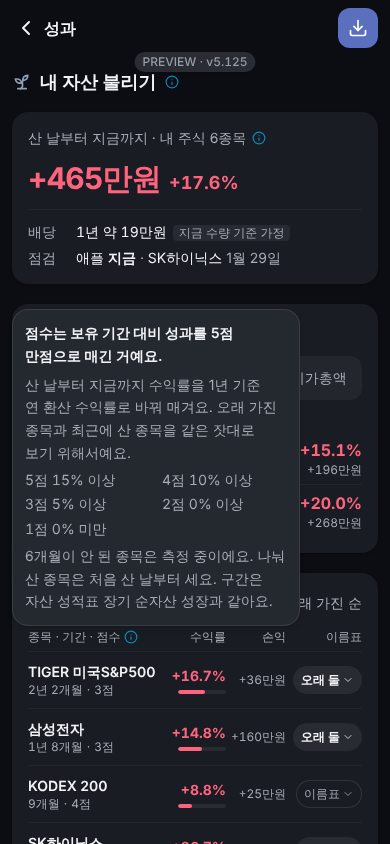 성과
PREVIEW · v5.125
내 자산 불리기
산 날부터 지금까지 · 내 주식 6종목
+465만원 +17.6%
배당 1년 약 19만원 지금 수량 기준 가정
점검 애플 지금 · SK하이닉스 1월 29일
점수는 보유 기간 대비 성과를 5점
만점으로 매긴 거예요.
산 날부터 지금까지 수익률을 1년 기준
연 환산 수익률로 바꿔 매겨요. 오래 가진
종목과 최근에 산 종목을 같은 잣대로
보기 위해서예요.
5점 15% 이상 4점 10% 이상
3점 5% 이상 2점 0% 이상
1점 0% 미만
6개월이 안 된 종목은 측정 중이에요. 나눠
산 종목은 처음 산 날부터 세요. 구간은
자산 성적표 장기 순자산 성장과 같아요.
가총액
+15.1%
+196만원
+20.0%
+268만원
래 가진 순
종목 · 기간 · 점수 수익률 손익 이름표
TIGER 미국S&P500 +16.7% +36만원 오래 둘
2년 2개월 · 3점
삼성전자 +14.8% +160만원 오래 둘
1년 8개월 · 3점
KODEX 200 +8.8% +25만원 이름표
9개월 · 4점
SK하이닉스